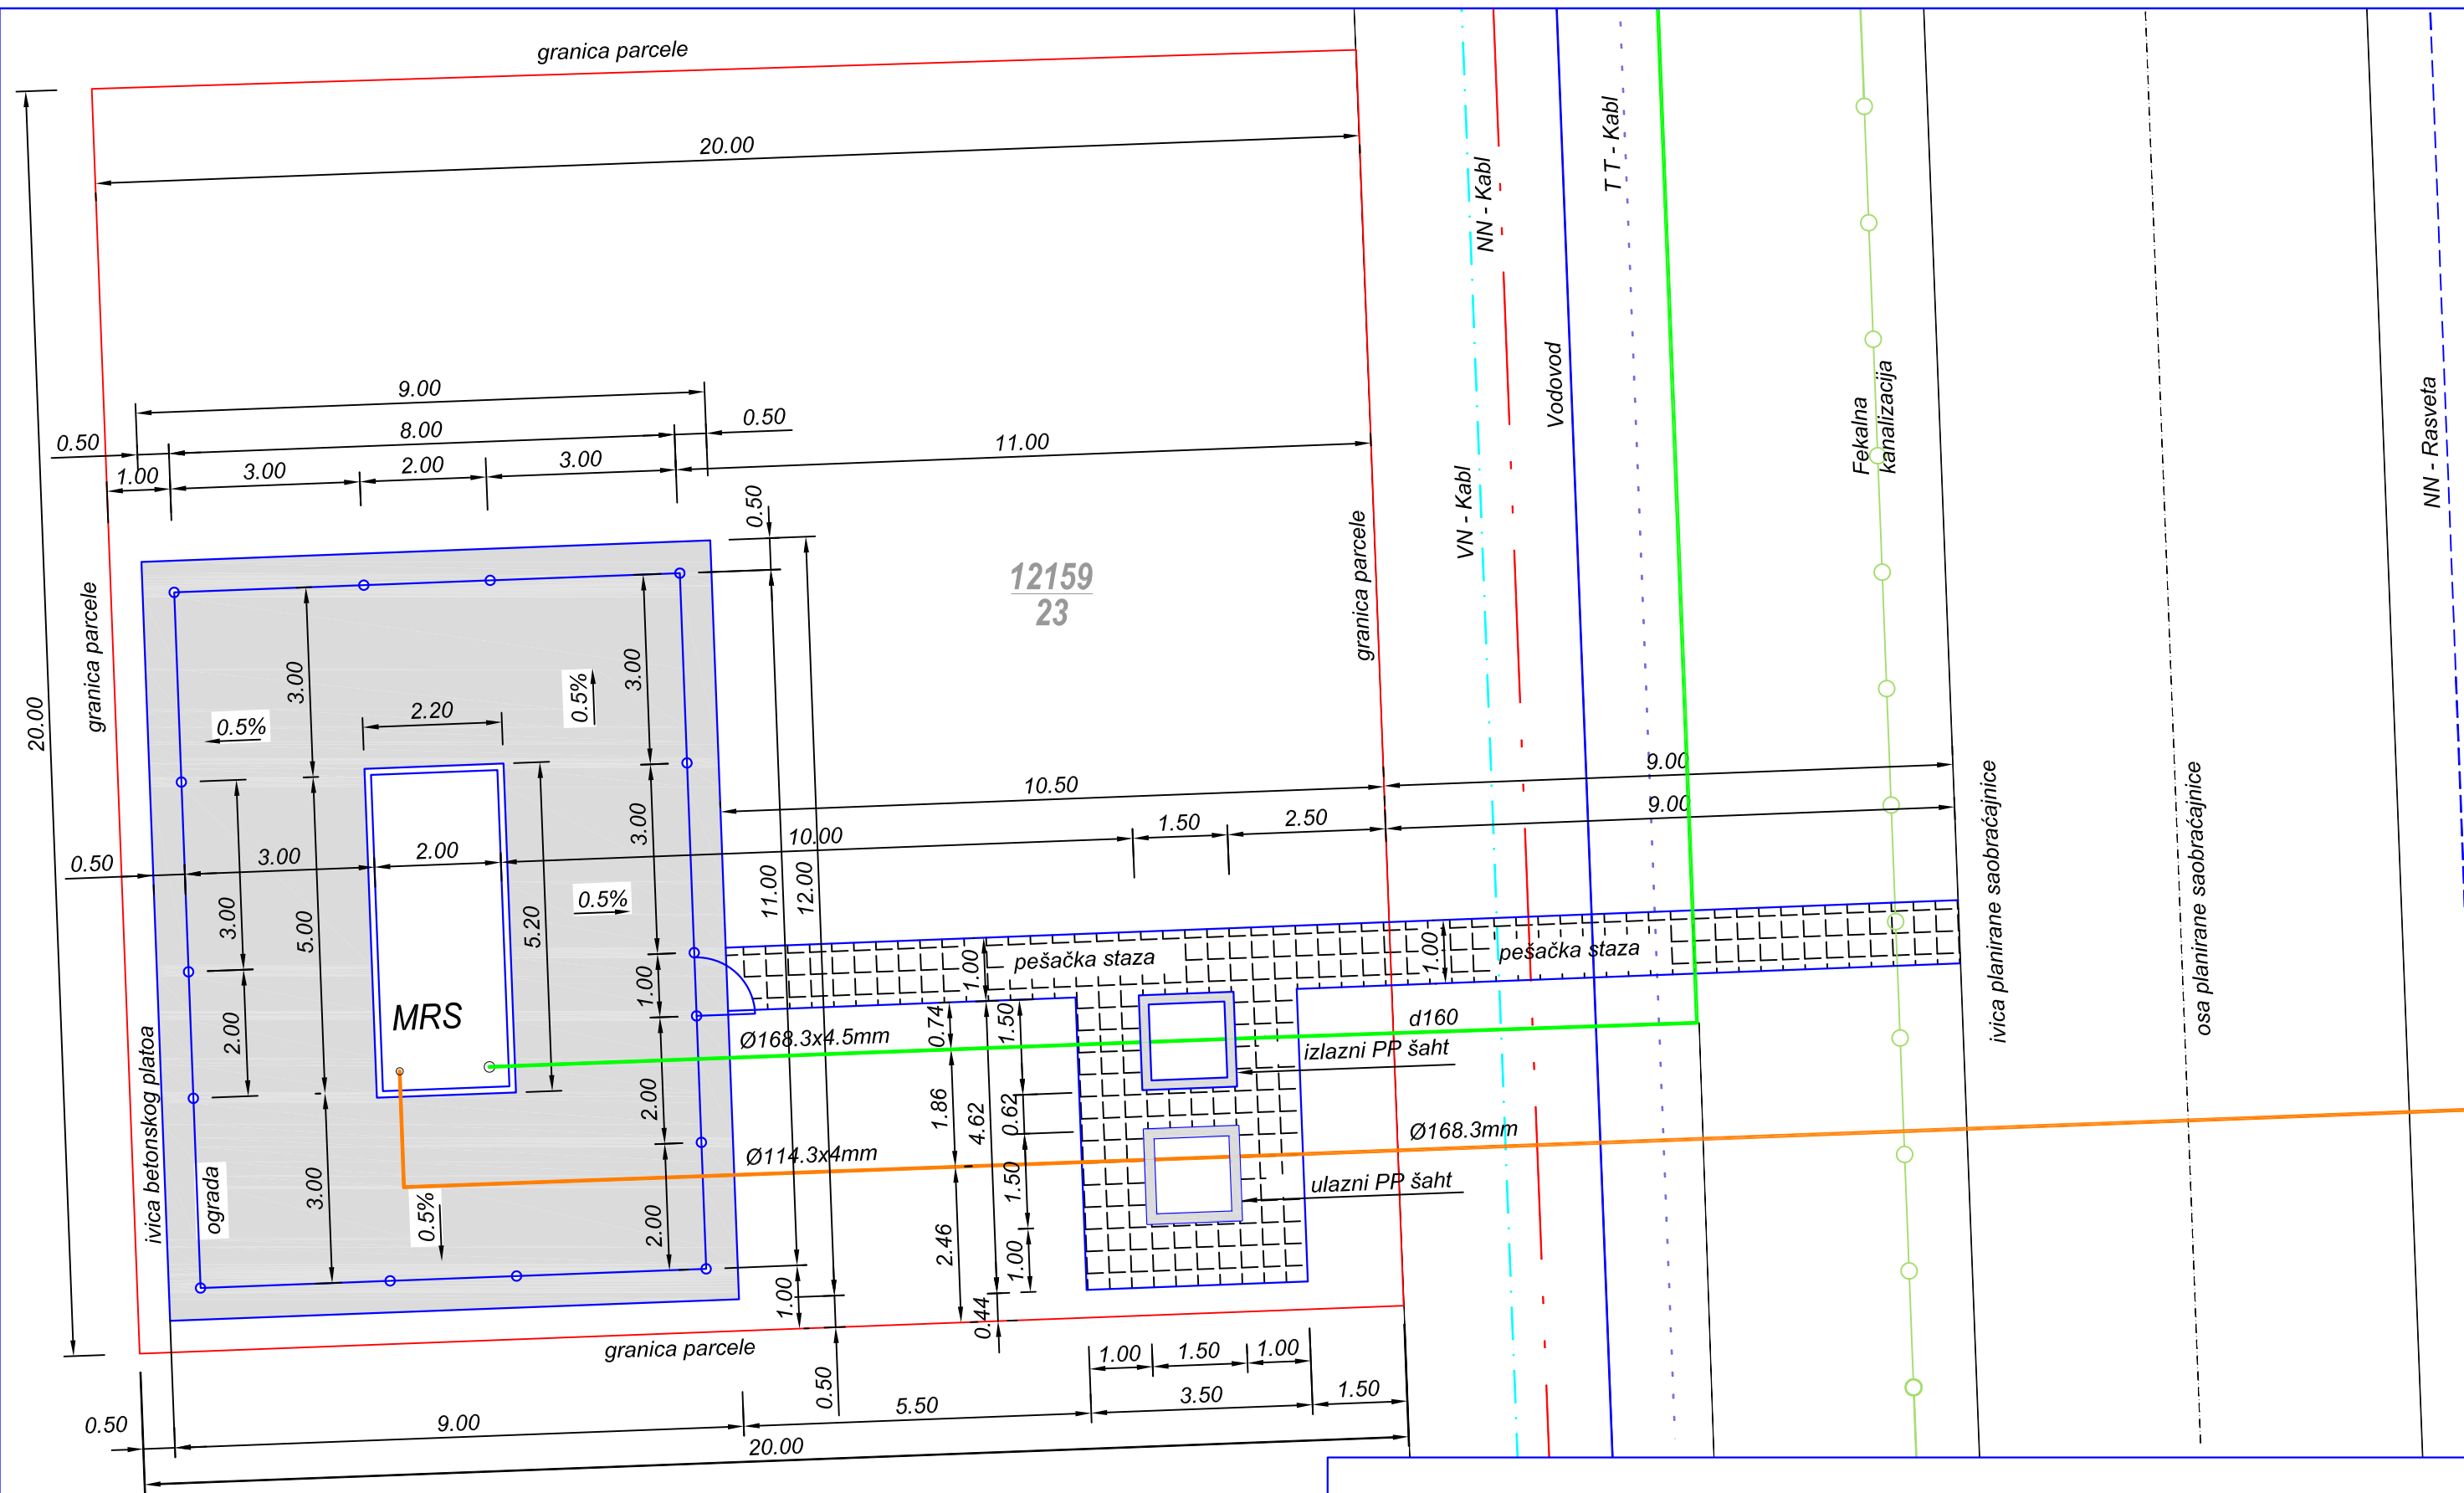 granica parcele
20.00
20.00
9.00
0.50
8.00
0.50
11.00
1.00
3.00
2.00
3.00
0.50
12159
23
granica parcele
granica parcele
3.00
3.00
0.5%
0.5%
2.20
3.00
3.00
5.00
5.20
2.00
0.50
3.00
2.00
10.00
1.50
2.50
10.50
9.00
9.00
11.00
12.00
0.5%
MRS
1.00
2.00
2.00
3.00
0.5%
ivica betonskog platoa
ograda
pešačka staza
1.00
pešačka staza
1.00
Ø168.3x4.5mm
0.74
1.50
d160
izlazni PP šaht
1.86
4.62
0.62
Ø114.3x4mm
Ø168.3mm
1.50
ulazni PP šaht
2.46
1.00
1.00
0.44
0.50
granica parcele
1.00
1.50
1.00
0.50
9.00
5.50
3.50
1.50
20.00
VN - Kabl
NN - Kabl
Vodovod
T T - Kabl
Fekalna
kanalizacija
ivica planirane saobraćajnice
osa planirane saobraćajnice
NN - Rasveta